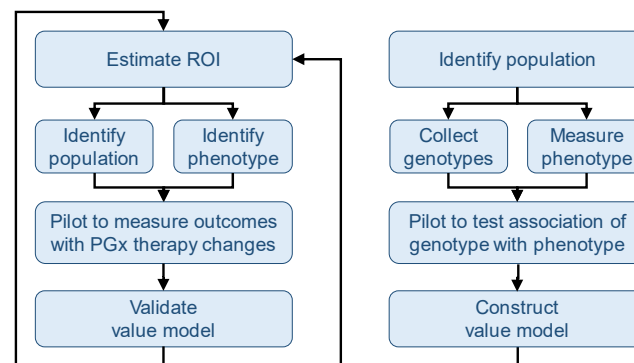 Estimate ROI
Identify
population
Identify
phenotype
Pilot to measure outcomes
with PGx therapy changes
Validate
value model
Identify population
Collect
genotypes
Measure
phenotype
Pilot to test association of
genotype with phenotype
Construct
value model